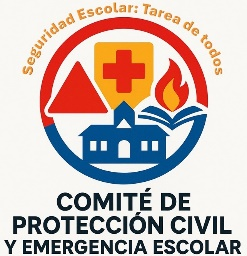 Seguridad Escolar: Tarea de todos
COMITÉ DE
PROTECCIÓN CIVIL
Y EMERGENCIA ESCOLAR